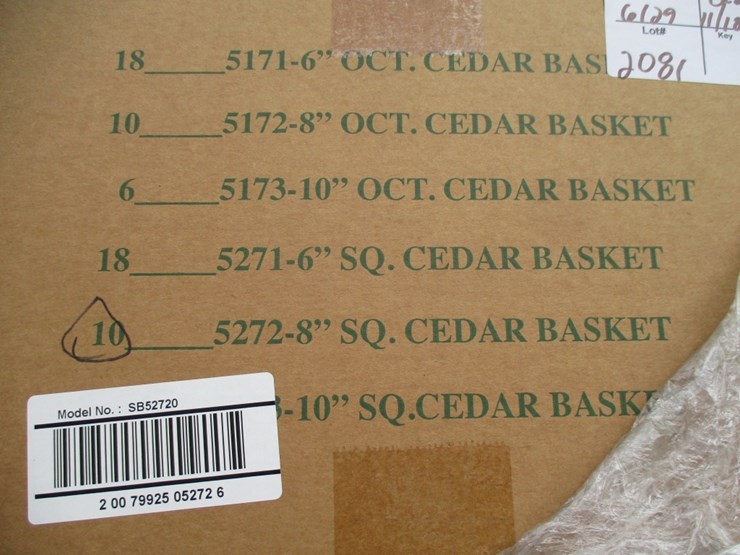 6/29
Lot# Key
2081
18_____5171-6” OCT. CEDAR BAS
10_____5172-8” OCT. CEDAR BASKET
6_____5173-10” OCT. CEDAR BASKET
18_____5271-6” SQ. CEDAR BASKET
10_____5272-8” SQ. CEDAR BASKET
3-10” SQ.CEDAR BASKE
Model No. : SB52720
2 00 79925 05272 6